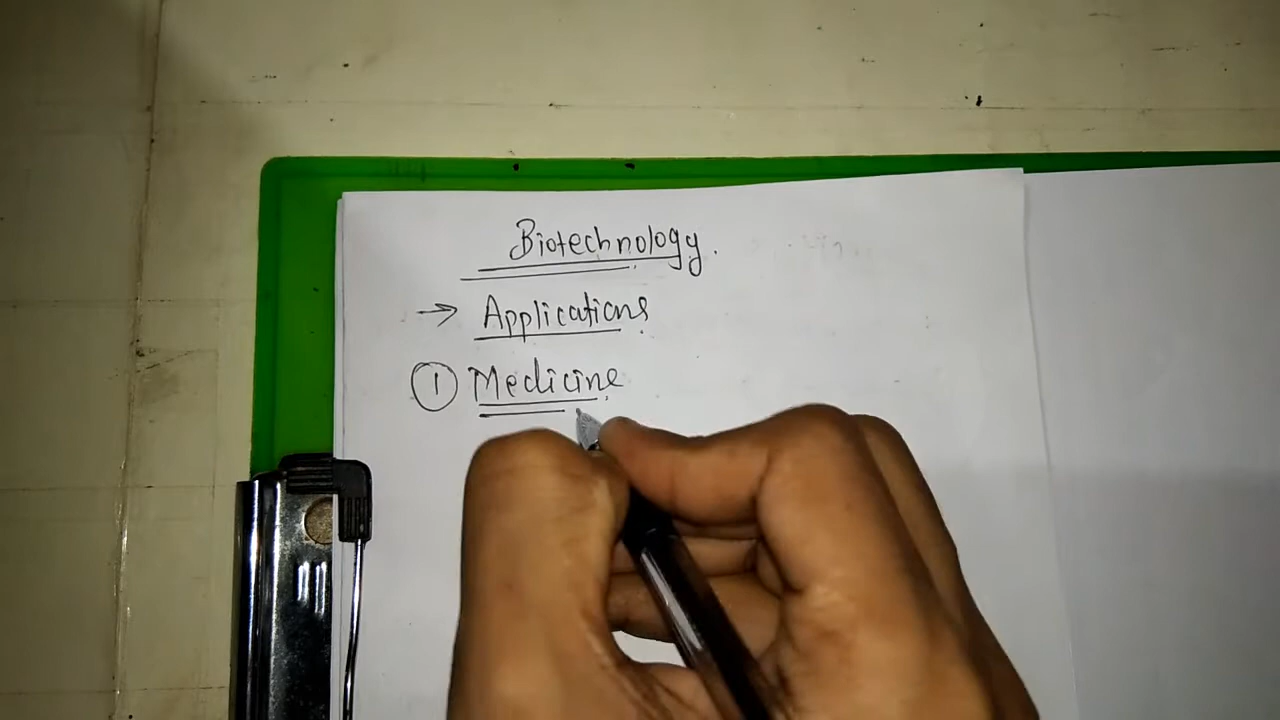 Biotechnology.
→ Applications
① Medicine